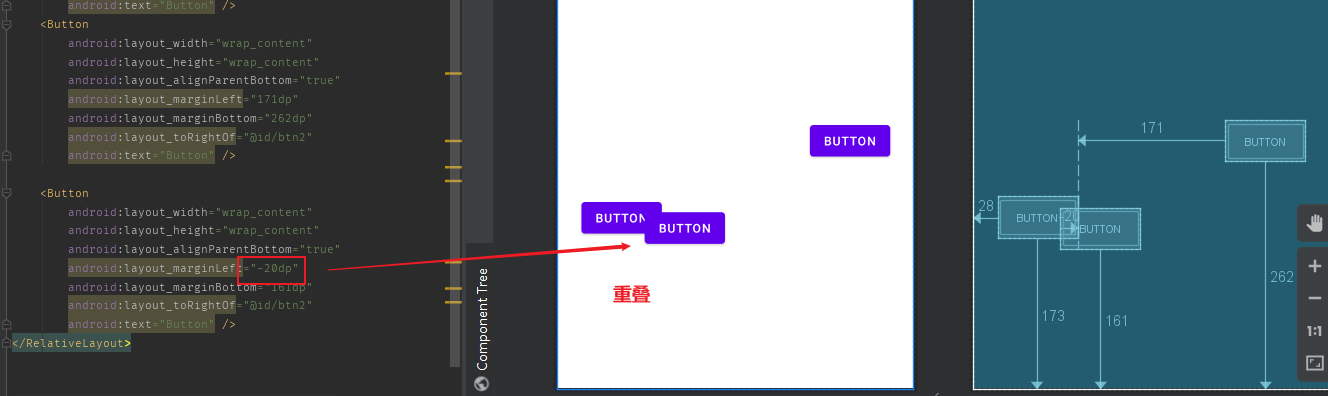 android:text="Button" />
<Button
android:layout_width="wrap_content"
android:layout_height="wrap_content"
android:layout_alignParentBottom="true"
android:layout_marginLeft="171dp"
android:layout_marginBottom="262dp"
android:layout_toRightOf="@id/btn2"
android:text="Button" />
<Button
android:layout_width="wrap_content"
android:layout_height="wrap_content"
android:layout_alignParentBottom="true"
android:layout_marginLeft="-20dp"
android:layout_marginBottom="161dp"
android:layout_toRightOf="@id/btn2"
android:text="Button" />
</RelativeLayout>
Component Tree
BUTTON
BUTTON
BUTTON
重叠
171
BUTTON
28
BUTTON
-20
BUTTON
262
173
161
1:1